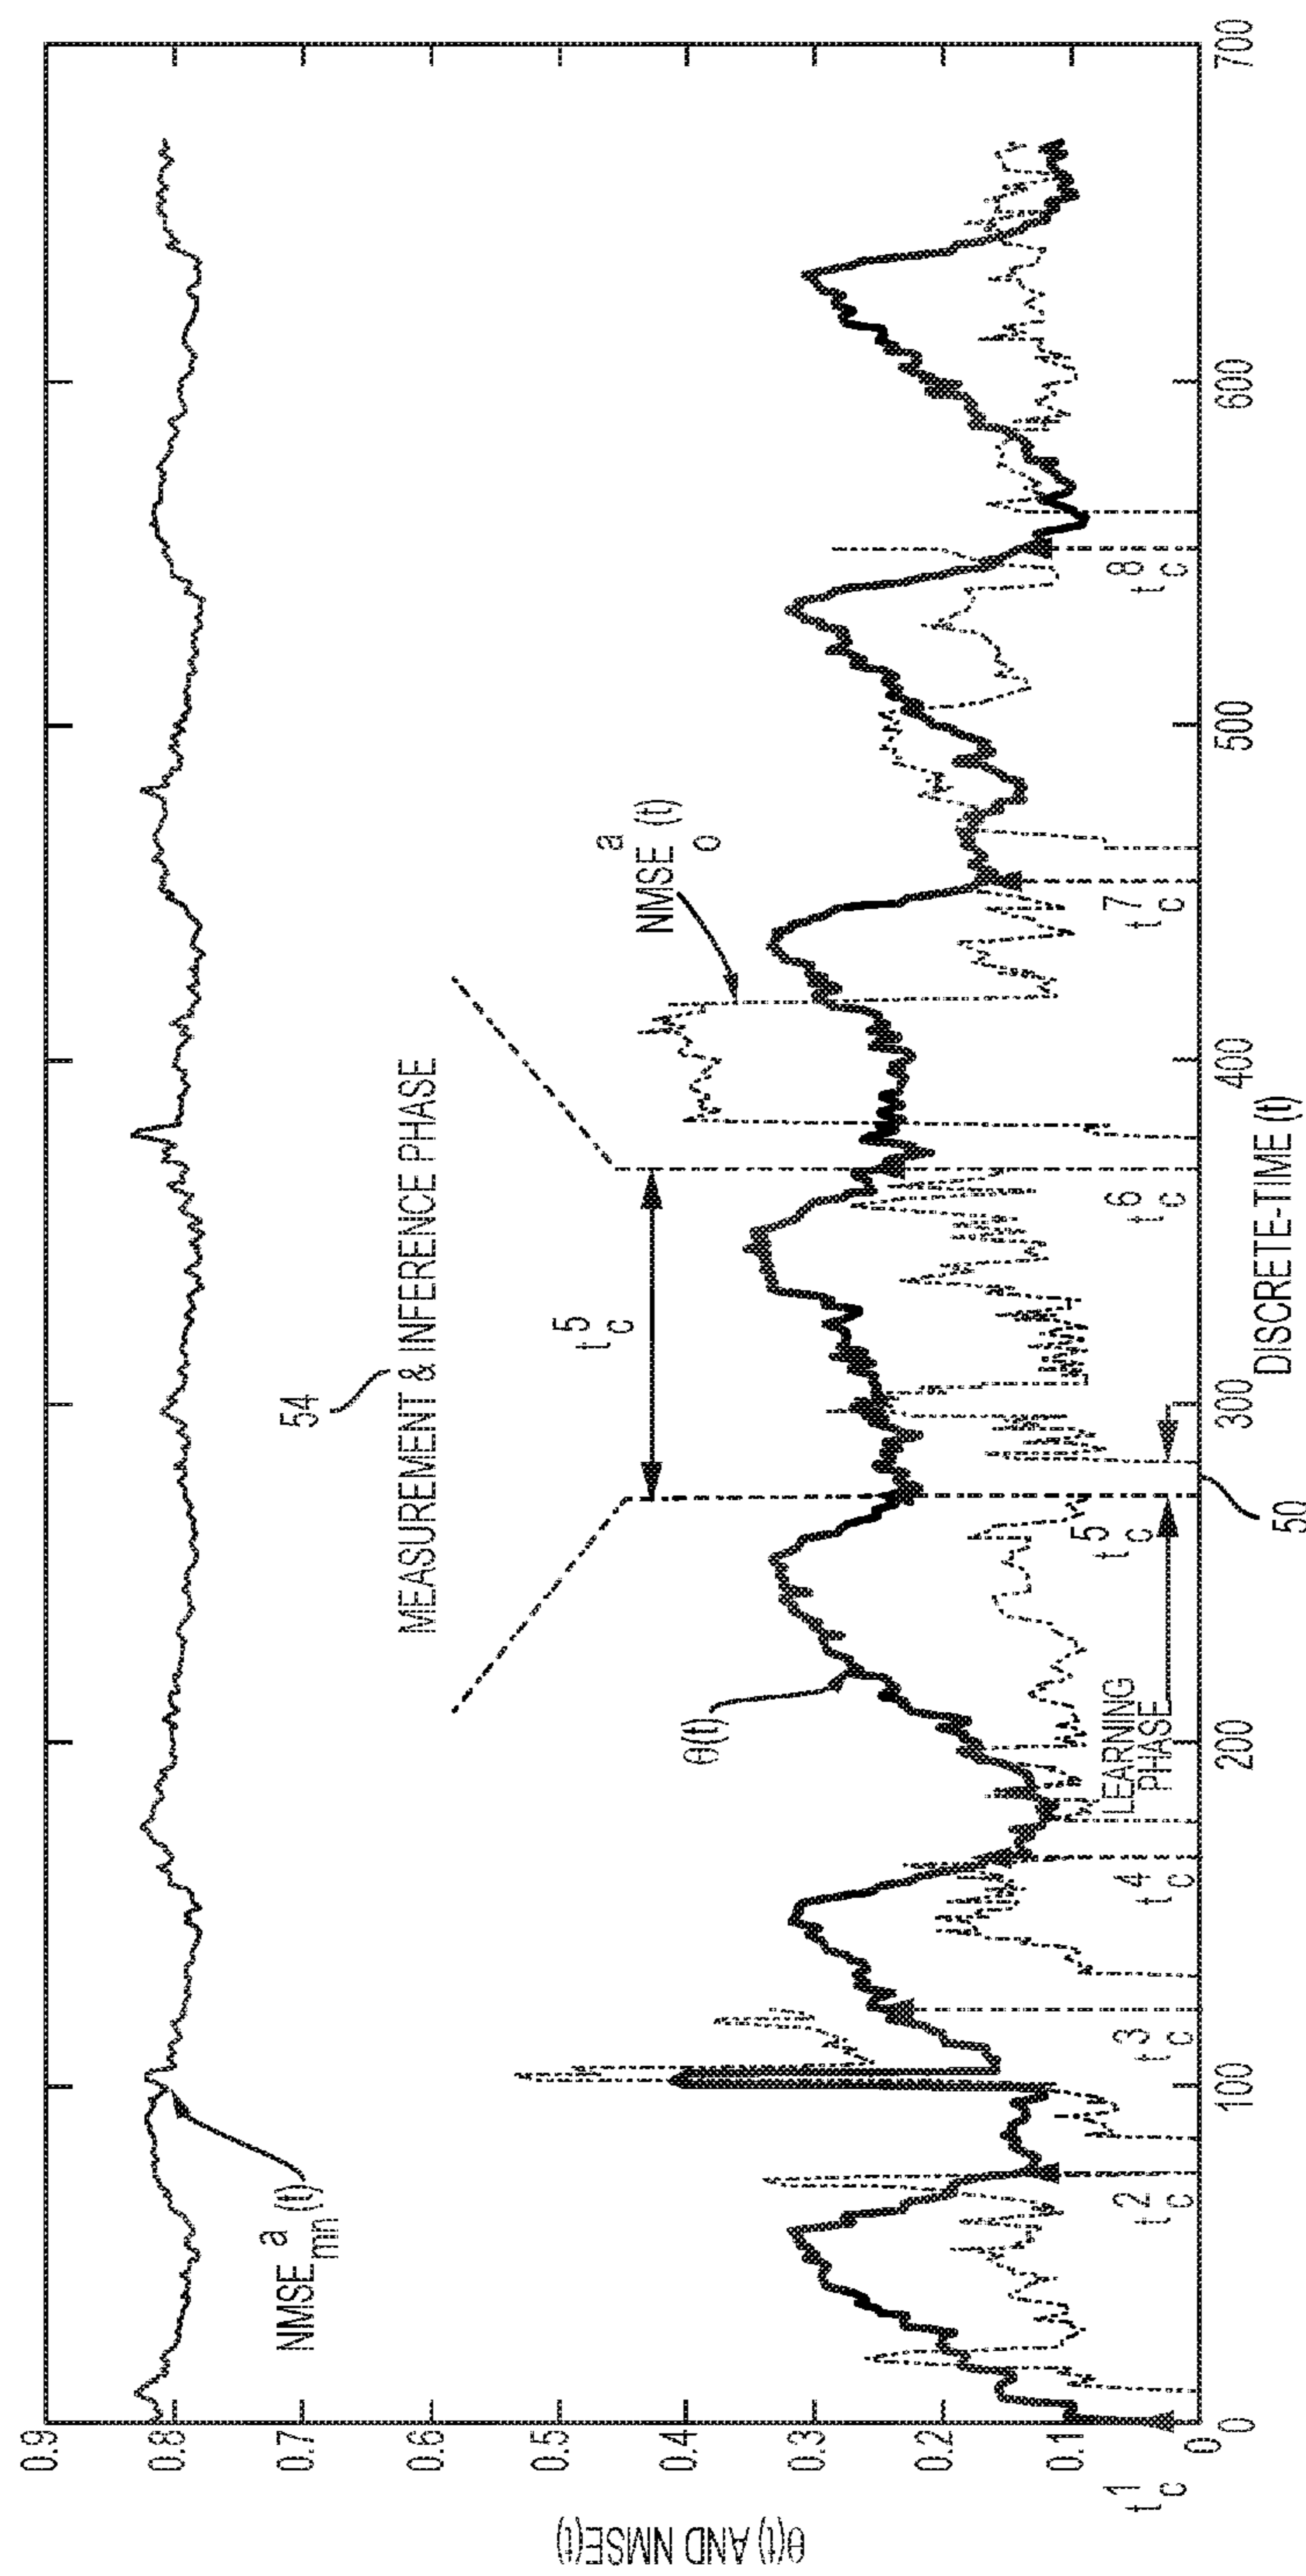 θ(t) AND NMSE(t)
0.9
0.8
0.7
0.6
0.5
0.4
0.3
0.2
0.1
0
NMSE a mn (t)
54
MEASUREMENT & INFERENCE PHASE
t 5 c
NMSE a o (t)
θ(t)
LEARNING
PHASE
t 1 c
t 2 c
t 3 c
t 4 c
t 5 c
t 6 c
t 7 c
t 8 c
0
100
200
300
400
500
600
700
50
DISCRETE-TIME (t)